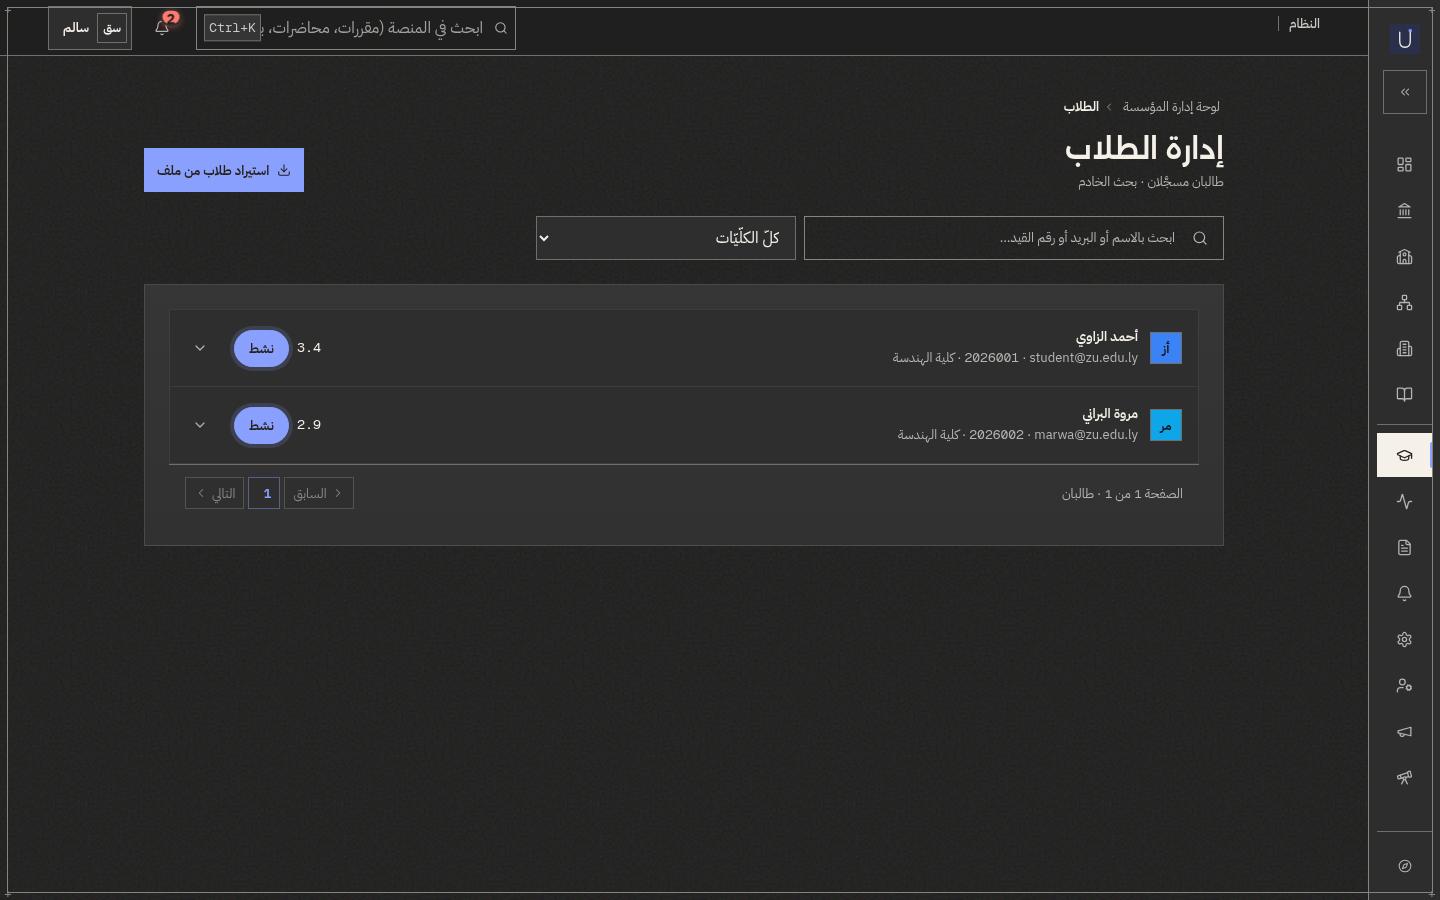 النظام
ابحث في المنصة (مقررات، محاضرات، ب
Ctrl+K
2
سق
سالم
U
لوحة إدارة المؤسسة
الطلاب
إدارة الطلاب
طالبان مسجَّلان · بحث الخادم
استيراد طلاب من ملف
ابحث بالاسم أو البريد أو رقم القيد...
كلّ الكلّيّات
أز
أحمد الزاوي
student@zu.edu.ly · 2026001 · كلية الهندسة
3.4
نشط
مر
مروة البراني
marwa@zu.edu.ly · 2026002 · كلية الهندسة
2.9
نشط
الصفحة 1 من 1 · طالبان
السابق
1
التالي